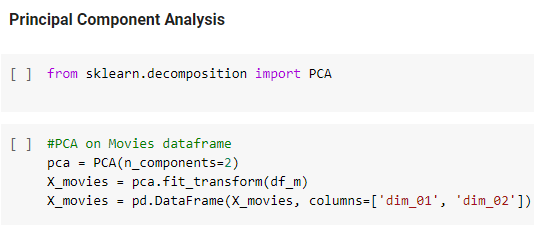 Principal Component Analysis
[ ] from sklearn.decomposition import PCA
[ ] #PCA on Movies dataframe
pca = PCA(n_components=2)
X_movies = pca.fit_transform(df_m)
X_movies = pd.DataFrame(X_movies, columns=['dim_01', 'dim_02'])